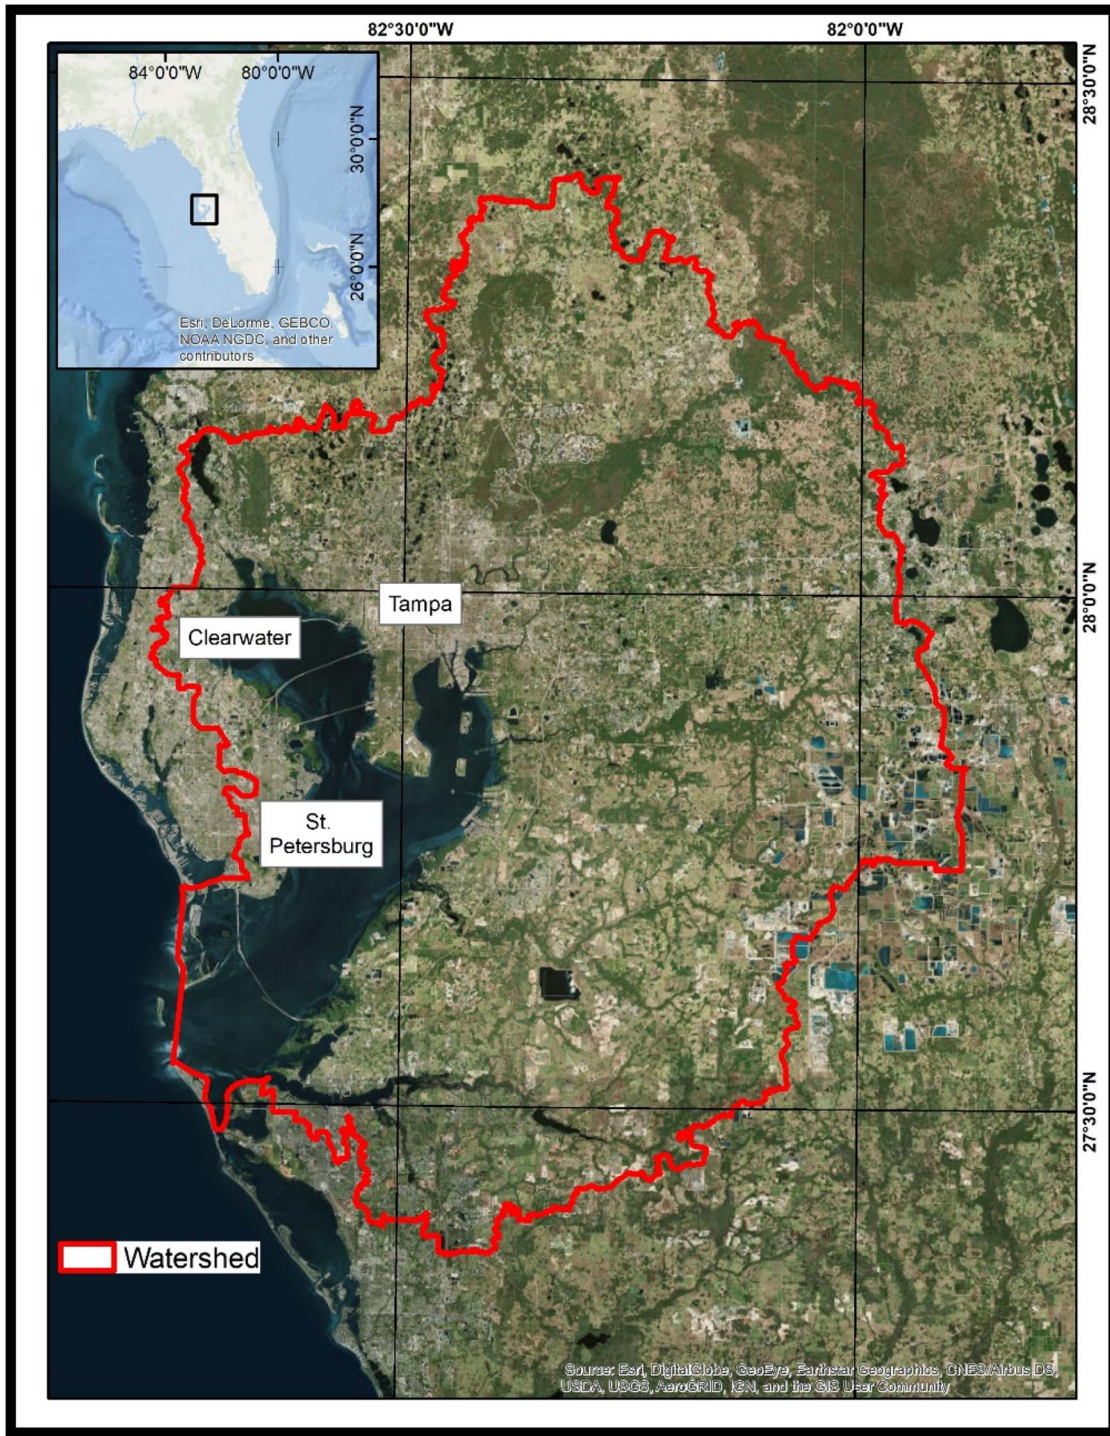 82°30'0"W
82°0'0"W
84°0'0"W
80°0'0"W
30°0'0"N
26°0'0"N
Esri, DeLorme, GEBCO,
NOAA NGDC, and other
contributors
28°30'0"N
28°0'0"N
27°30'0"N
Tampa
Clearwater
St.
Petersburg
Watershed
Source: Esri, DigitalGlobe, GeoEye, Earthstar Geographics, CNES/Airbus DS,
USDA, USGS, AeroGRID, IGN, and the GIS User Community